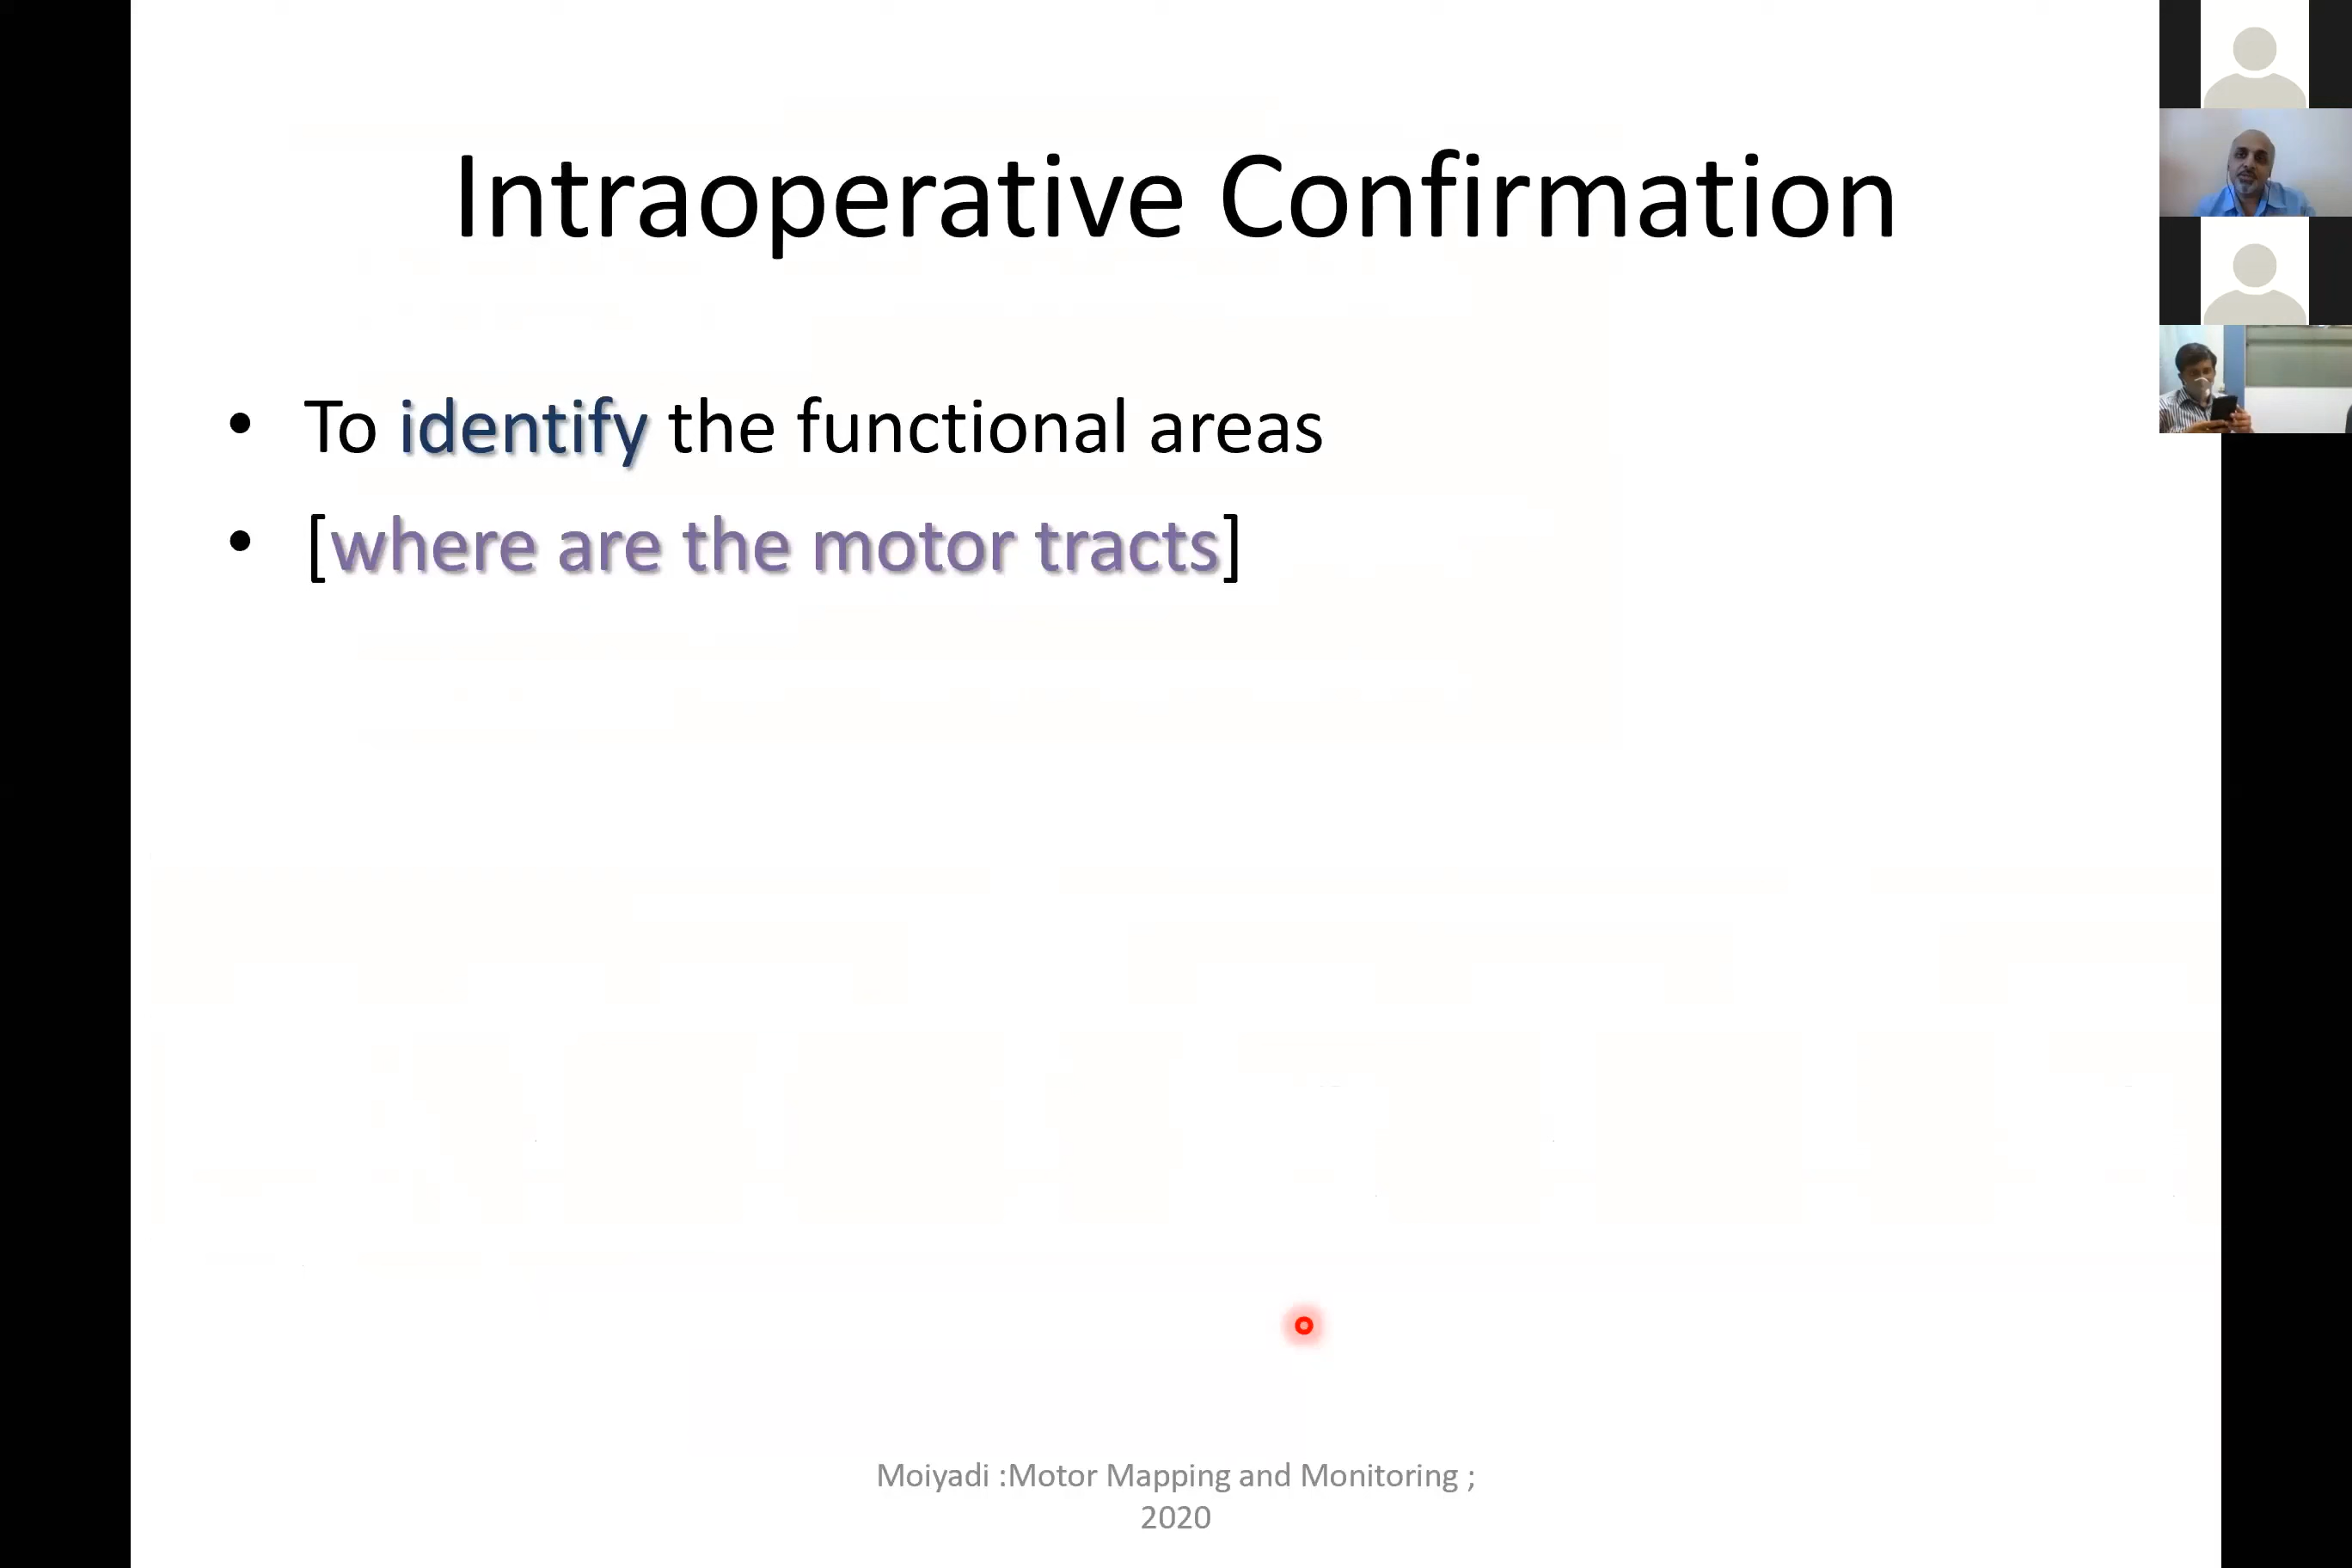 Intraoperative Confirmation
• To identify the functional areas
• [where are the motor tracts]
Moiyadi :Motor Mapping and Monitoring ;
2020